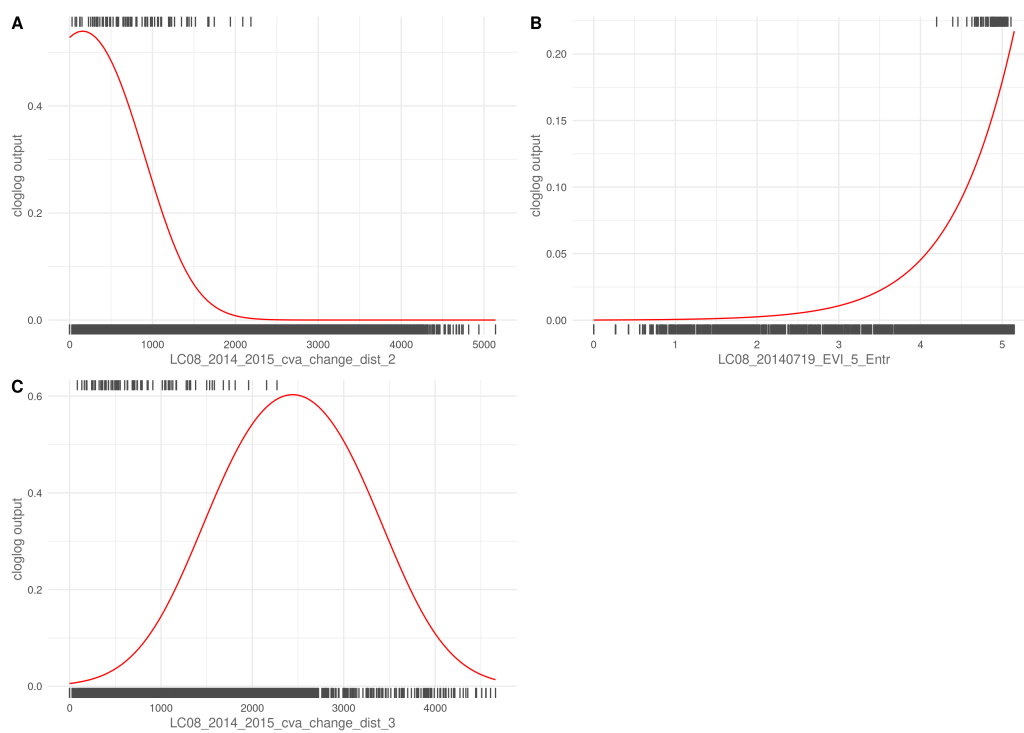 A
cloglog output
0.4
0.2
0.0
0 1000 2000 3000 4000 5000
LC08_2014_2015_cva_change_dist_2
B
cloglog output
0.20
0.15
0.10
0.05
0.00
0 1 2 3 4 5
LC08_20140719_EVI_5_Entr
C
cloglog output
0.6
0.4
0.2
0.0
0 1000 2000 3000 4000
LC08_2014_2015_cva_change_dist_3